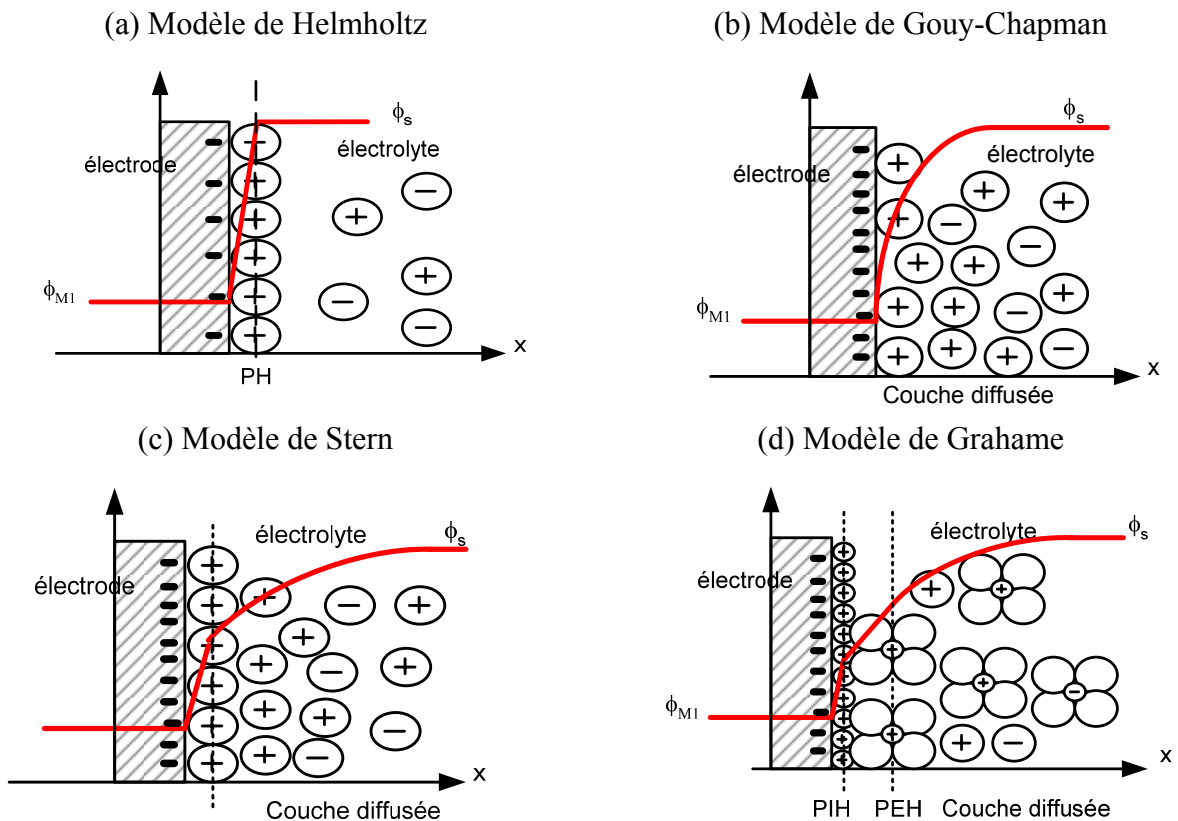 (a) Modèle de Helmholtz
ϕs
électrode
électrolyte
ϕM1
x
PH
(b) Modèle de Gouy-Chapman
ϕs
électrolyte
électrode
ϕM1
x
Couche diffusée
(c) Modèle de Stern
électrolyte
ϕs
électrode
x
Couche diffusée
(d) Modèle de Grahame
électrolyte
ϕs
électrode
ϕM1
x
PIH PEH Couche diffusée